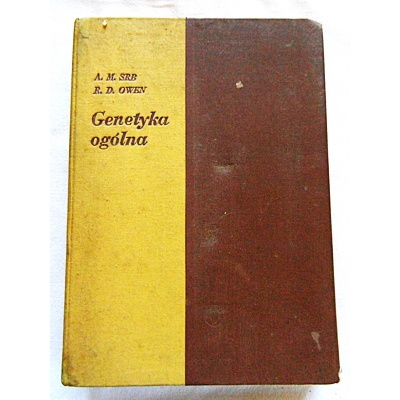 A. M. SRB
R. D. OWEN
Genetyka
ogólna